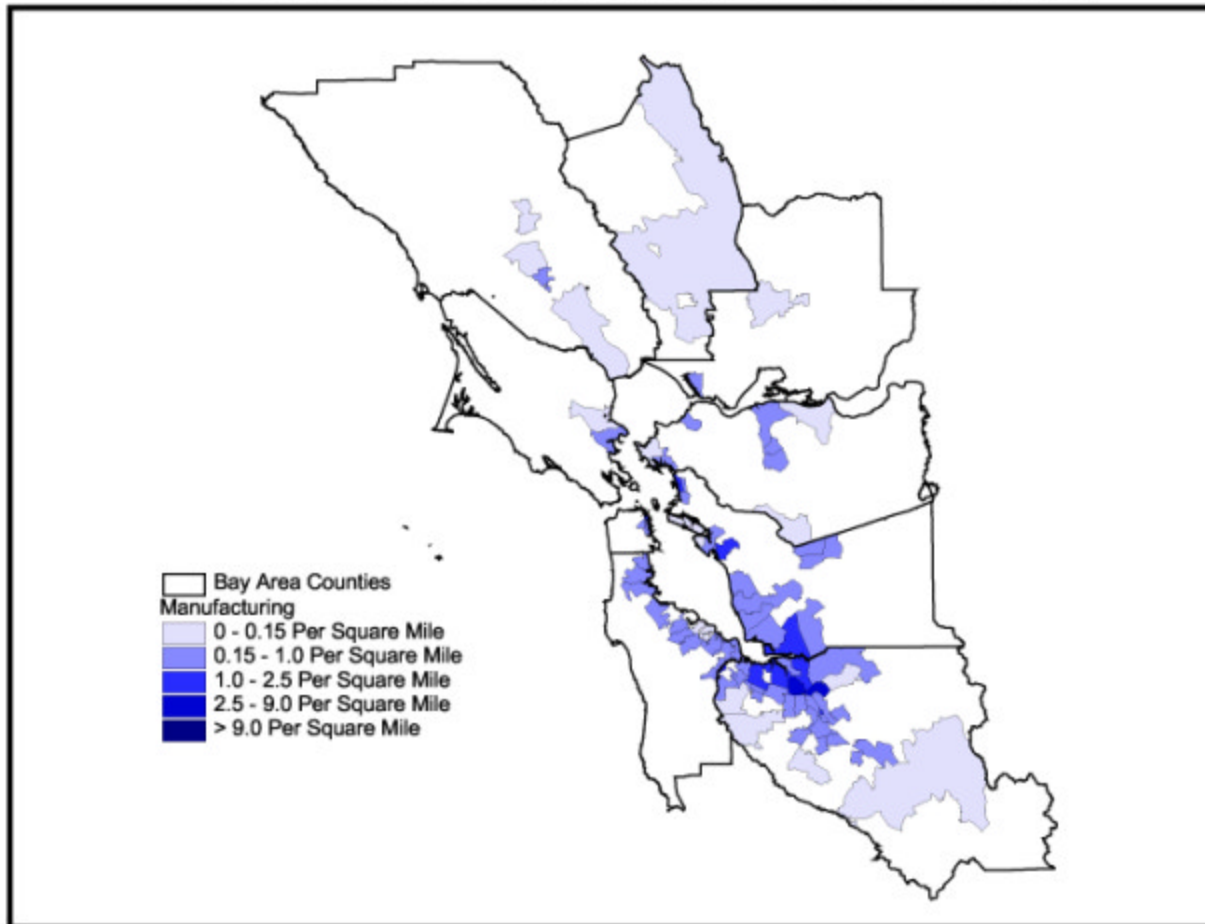 Bay Area Counties
Manufacturing
0 - 0.15 Per Square Mile
0.15 - 1.0 Per Square Mile
1.0 - 2.5 Per Square Mile
2.5 - 9.0 Per Square Mile
> 9.0 Per Square Mile